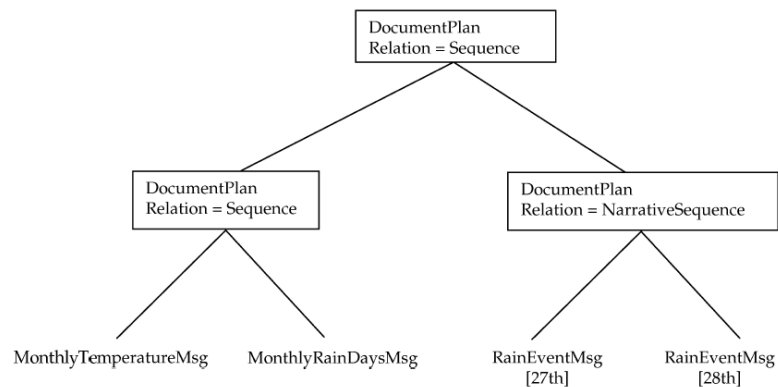 DocumentPlan
Relation = Sequence
DocumentPlan
Relation = Sequence
DocumentPlan
Relation = NarrativeSequence
MonthlyTemperatureMsg
MonthlyRainDaysMsg
RainEventMsg
[27th]
RainEventMsg
[28th]